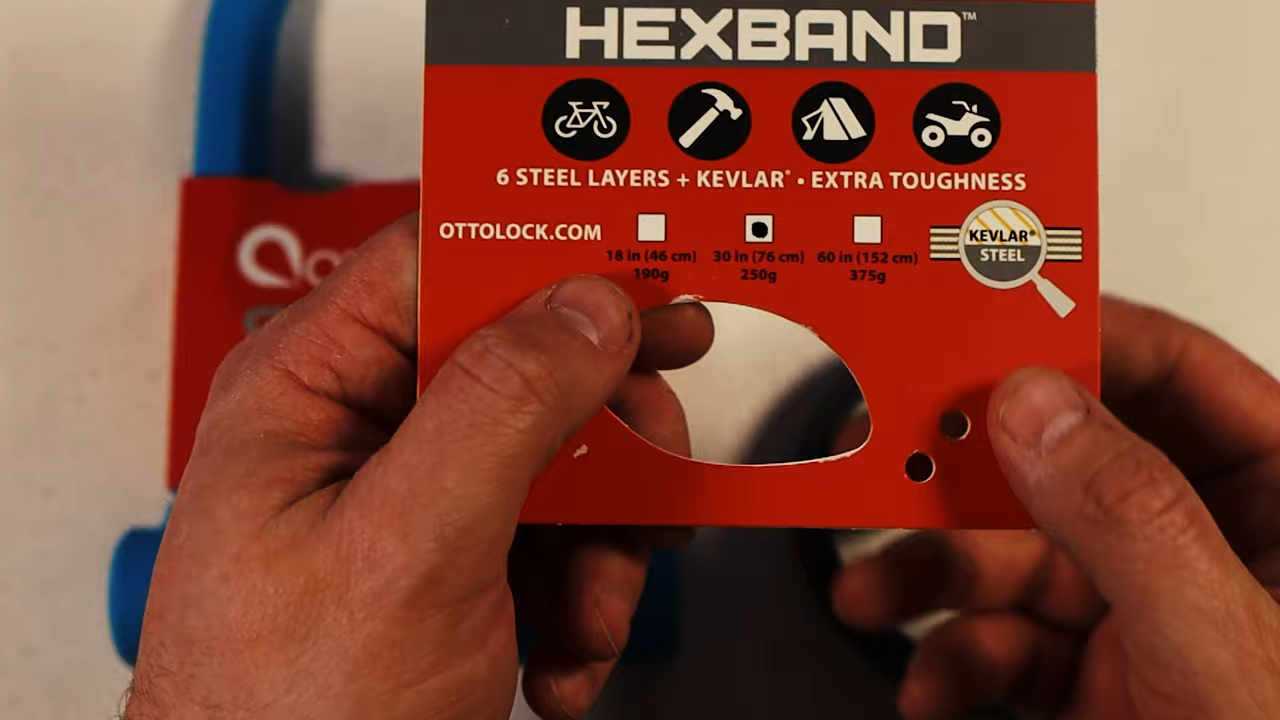 HEXBAND™
6 STEEL LAYERS + KEVLAR® • EXTRA TOUGHNESS
OTTOLOCK.COM
18 in (46 cm) 30 in (76 cm) 60 in (152 cm)
190g 250g 375g
KEVLAR®
STEEL